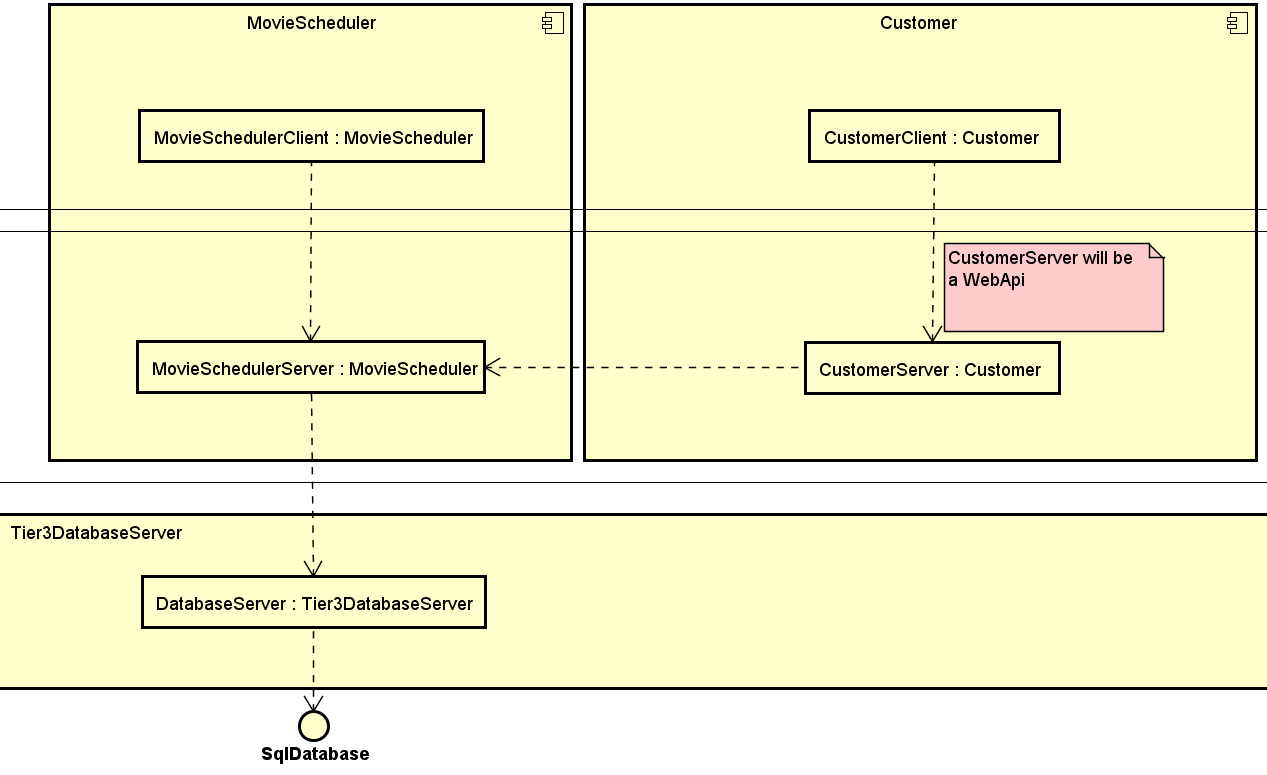 MovieScheduler
Customer
MovieSchedulerClient : MovieScheduler
CustomerClient : Customer
CustomerServer will be
a WebApi
MovieSchedulerServer : MovieScheduler
CustomerServer : Customer
Tier3DatabaseServer
DatabaseServer : Tier3DatabaseServer
SqlDatabase